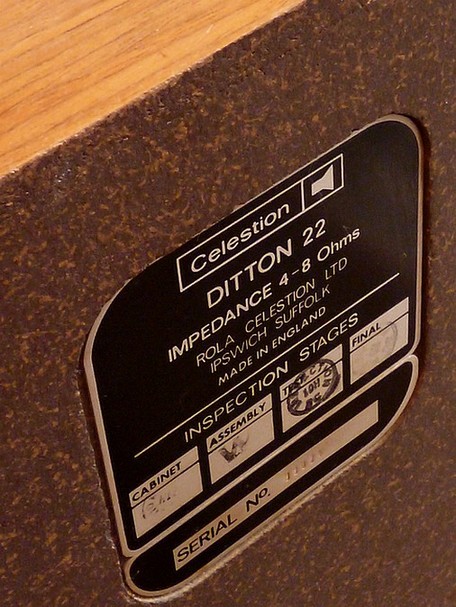 Celestion
DITTON 22
IMPEDANCE 4-8 Ohms
ROLA CELESTION LTD
IPSWICH SUFFOLK
MADE IN ENGLAND
INSPECTION STAGES
CABINET ASSEMBLY FINAL
SERIAL No.